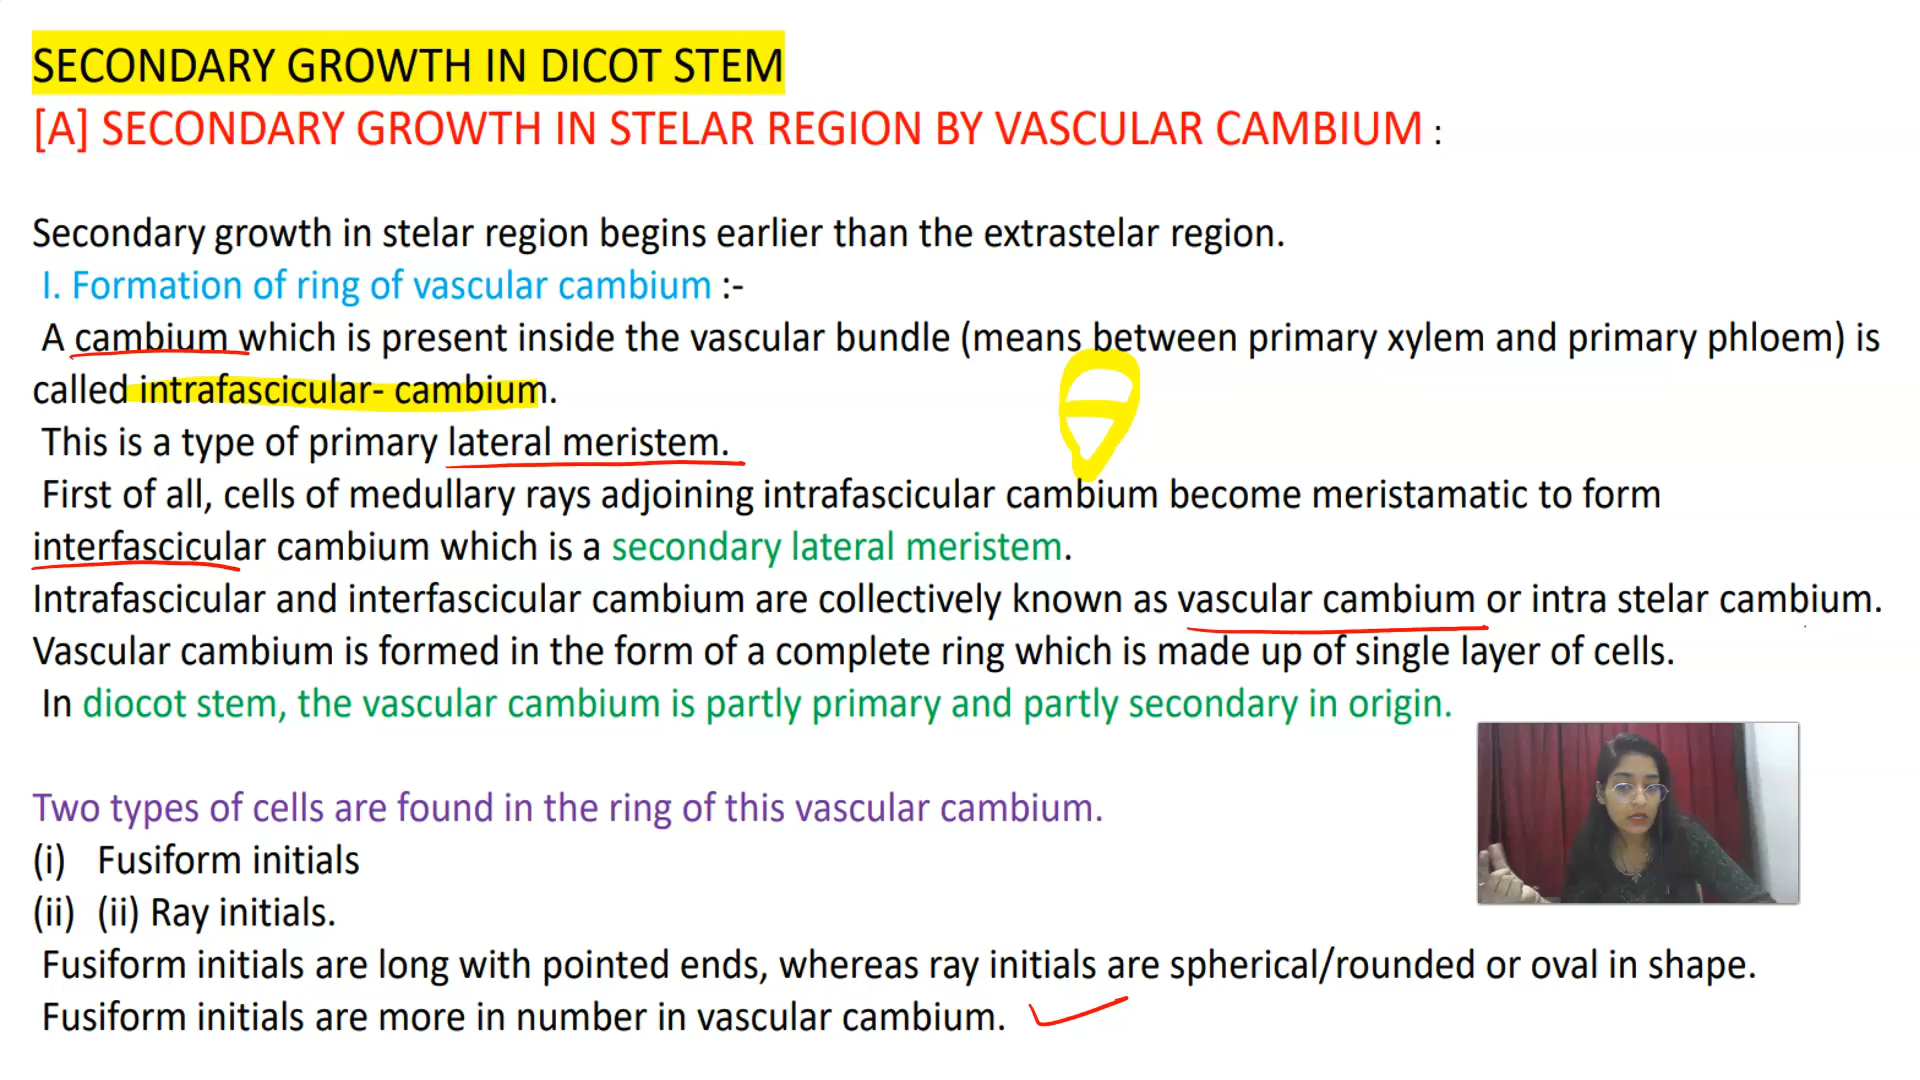 SECONDARY GROWTH IN DICOT STEM
[A] SECONDARY GROWTH IN STELAR REGION BY VASCULAR CAMBIUM :
Secondary growth in stelar region begins earlier than the extrastelar region.
I. Formation of ring of vascular cambium :-
A cambium which is present inside the vascular bundle (means between primary xylem and primary phloem) is
called intrafascicular- cambium.
This is a type of primary lateral meristem.
First of all, cells of medullary rays adjoining intrafascicular cambium become meristamatic to form
interfascicular cambium which is a secondary lateral meristem.
Intrafascicular and interfascicular cambium are collectively known as vascular cambium or intra stelar cambium.
Vascular cambium is formed in the form of a complete ring which is made up of single layer of cells.
In diocot stem, the vascular cambium is partly primary and partly secondary in origin.
Two types of cells are found in the ring of this vascular cambium.
(i) Fusiform initials
(ii) (ii) Ray initials.
Fusiform initials are long with pointed ends, whereas ray initials are spherical/rounded or oval in shape.
Fusiform initials are more in number in vascular cambium.